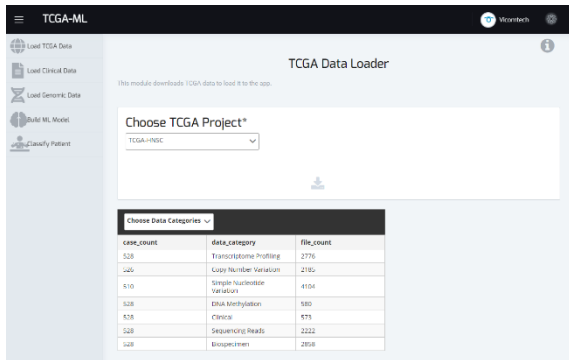 TCGA-ML
Vicomtech
Load TCGA Data
Load Clinical Data
Load Genomic Data
Build ML Model
Classify Patient
TCGA Data Loader
This module downloads TCGA data to load it to the app.
Choose TCGA Project*
TCGA-HNSC
Choose Data Categories
case_count data_category file_count
528 Transcriptome Profiling 2776
526 Copy Number Variation 2185
510 Simple Nucleotide
Variation 4104
528 DNA Methylation 580
528 Clinical 573
528 Sequencing Reads 2222
528 Biospecimen 2858